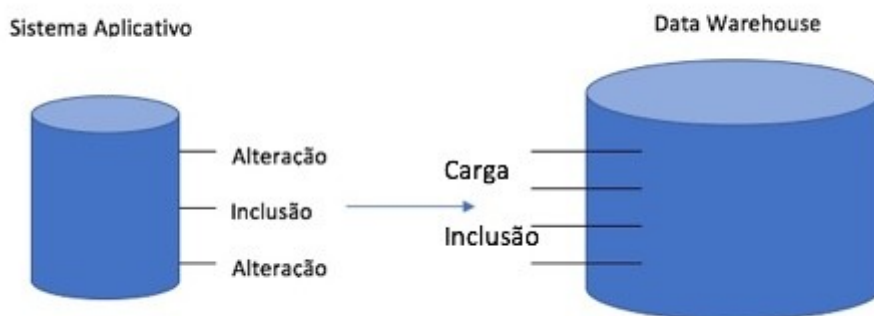 Sistema Aplicativo
Data Warehouse
Alteração
Inclusão
Alteração
Carga
Inclusão